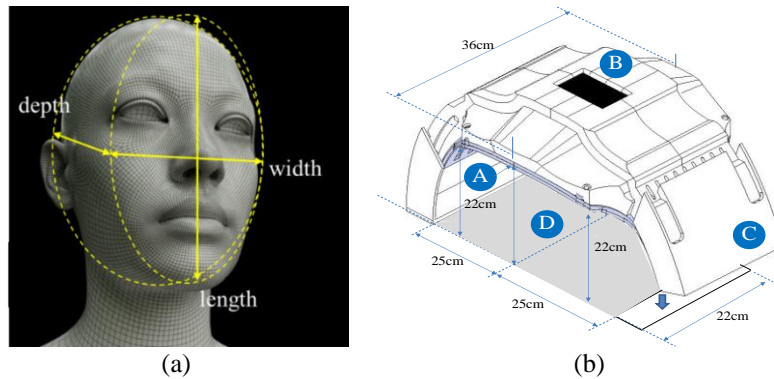 depth
width
length
(a)
36cm
B
A
22cm
D
22cm
C
25cm
25cm
22cm
(b)